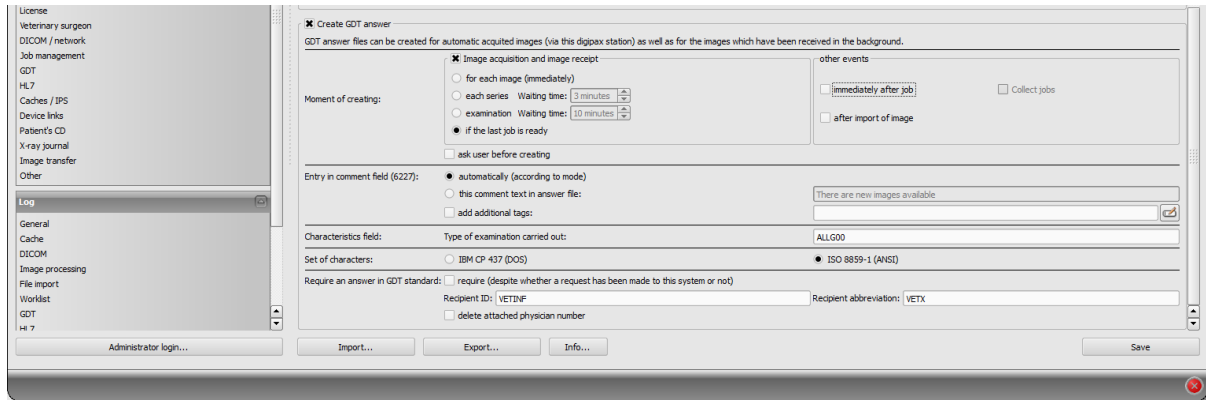 License
Veterinary surgeon
DICOM / network
Job management
GDT
HL7
Caches / IPS
Device links
Patient's CD
X-ray journal
Image transfer
Other
Log
General
Cache
DICOM
Image processing
File import
Worklist
GDT
HL7
Administrator login...
Create GDT answer
GDT answer files can be created for automatic acquited images (via this digipax station) as well as for the images which have been received in the background.
Moment of creating:
Image acquisition and image receipt
for each image (immediately)
each series Waiting time: 3 minutes
examination Waiting time: 10 minutes
if the last job is ready
ask user before creating
other events
immediately after job Collect jobs
after import of image
Entry in comment field (6227): automatically (according to mode)
this comment text in answer file: There are new images available
add additional tags:
Characteristics field: Type of examination carried out: ALLG00
Set of characters: IBM CP 437 (DOS) ISO 8859-1 (ANSI)
Require an answer in GDT standard: require (despite whether a request has been made to this system or not)
Recipient ID: VETINF Recipient abbreviation: VETX
delete attached physician number
Import... Export... Info... Save